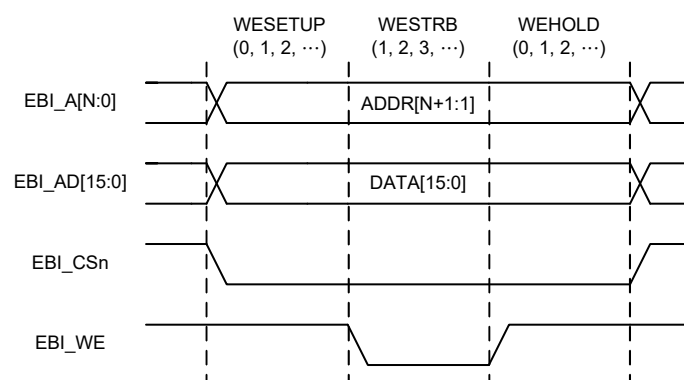 WESETUP WESTRB WEHOLD
(0, 1, 2, ⋯) (1, 2, 3, ⋯) (0, 1, 2, ⋯)
EBI_A[N:0] ADDR[N+1:1]
EBI_AD[15:0] DATA[15:0]
EBI_CSn
EBI_WE